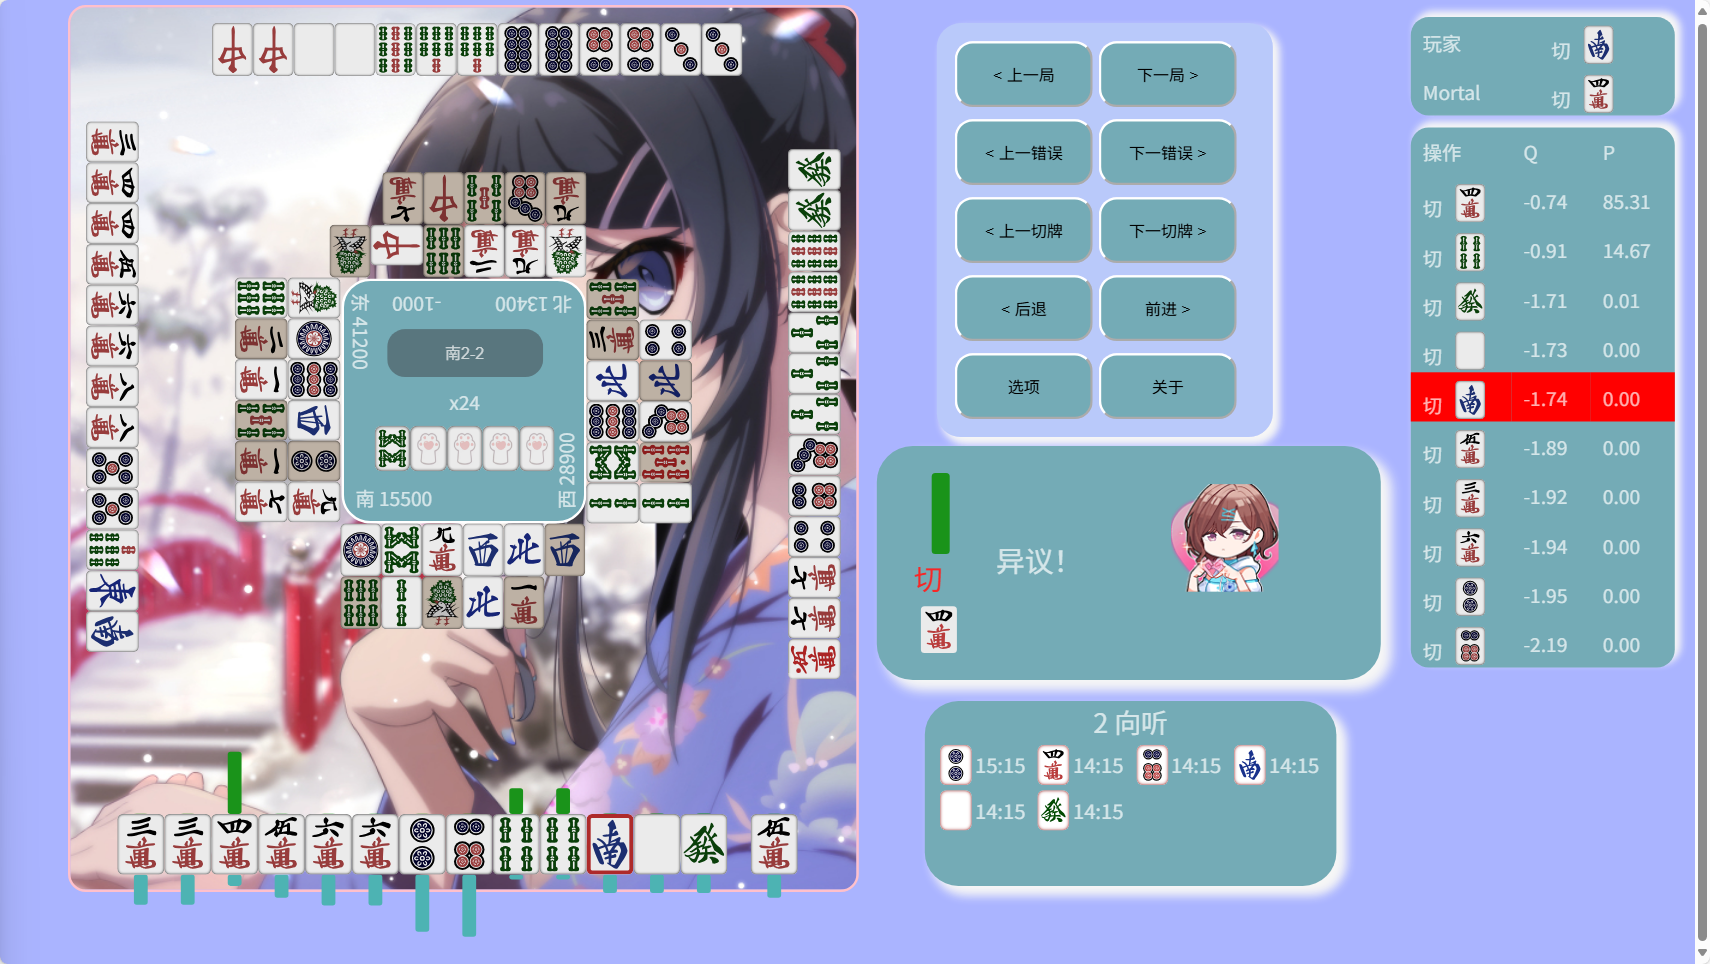 东 41200
-1000
北 13400
南2-2
x24
南 15500
西 28900
< 上一局
下一局 >
< 上一错误
下一错误 >
< 上一切牌
下一切牌 >
< 后退
前进 >
选项
关于
切
异议！
2 向听
15:15
14:15
14:15
14:15
14:15
14:15
玩家 切
Mortal 切
操作 Q P
切 -0.74 85.31
切 -0.91 14.67
切 -1.71 0.01
切 -1.73 0.00
切 -1.74 0.00
切 -1.89 0.00
切 -1.92 0.00
切 -1.94 0.00
切 -1.95 0.00
切 -2.19 0.00